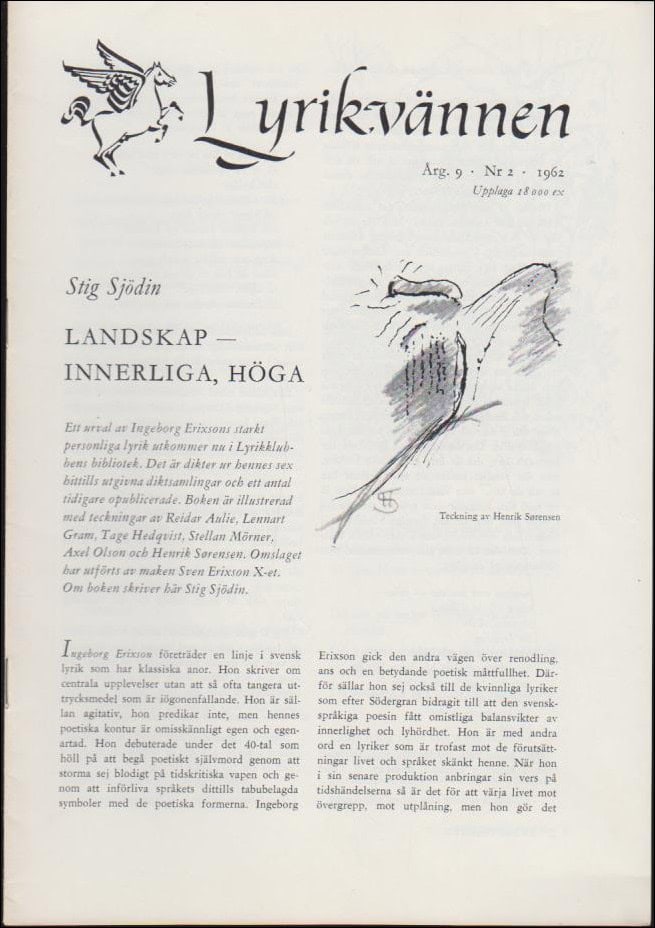 Lyrikvännen
Årg. 9 · Nr 2 · 1962
Upplaga 18 000 ex
Stig Sjödin
LANDSKAP —
INNERLIGA, HÖGA
Ett urval av Ingeborg Erixsons starkt
personliga lyrik utkommer nu i Lyrikklub-
bens bibliotek. Det är dikter ur hennes sex
hittills utgivna diktsamlingar och ett antal
tidigare opublicerade. Boken är illustrerad
med teckningar av Reidar Aulie, Lennart
Gram, Tage Hedqvist, Stellan Mörner,
Axel Olson och Henrik Sørensen. Omslaget
har utförts av maken Sven Erixson X-et.
Om boken skriver här Stig Sjödin.
Teckning av Henrik Sørensen
Ingeborg Erixson företräder en linje i svensk
lyrik som har klassiska anor. Hon skriver om
centrala upplevelser utan att så ofta tangera ut-
trycksmedel som är iögonenfallande. Hon är säl-
lan agitativ, hon predikar inte, men hennes
poetiska kontur är omisskännligt egen och egen-
artad. Hon debuterade under det 40-tal som
höll på att begå poetiskt självmord genom att
storma sej blodigt på tidskritiska vapen och ge-
nom att införliva språkets dittills tabubelagda
symboler med de poetiska formerna. Ingeborg
Erixson gick den andra vägen över renodling,
ans och en betydande poetisk måttfullhet. Där-
för sällar hon sej också till de kvinnliga lyriker
som efter Södergran bidragit till att den svensk-
språkiga poesin fått omistliga balansvikter av
innerlighet och lyhördhet. Hon är med andra
ord en lyriker som är trofast mot de förutsätt-
ningar livet och språket skänkt henne. När hon
i sin senare produktion anbringar sin vers på
tidshändelserna så är det för att värja livet mot
övergrepp, mot utplåning, men hon gör det